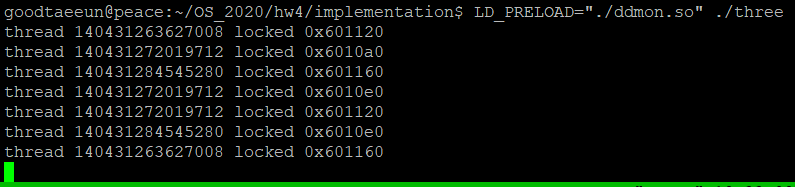 goodtaeeun@peace:~/OS_2020/hw4/implementation$ LD_PRELOAD="./ddmon.so" ./three
thread 140431263627008 locked 0x601120
thread 140431272019712 locked 0x6010a0
thread 140431284545280 locked 0x601160
thread 140431272019712 locked 0x6010e0
thread 140431272019712 locked 0x601120
thread 140431284545280 locked 0x6010e0
thread 140431263627008 locked 0x601160